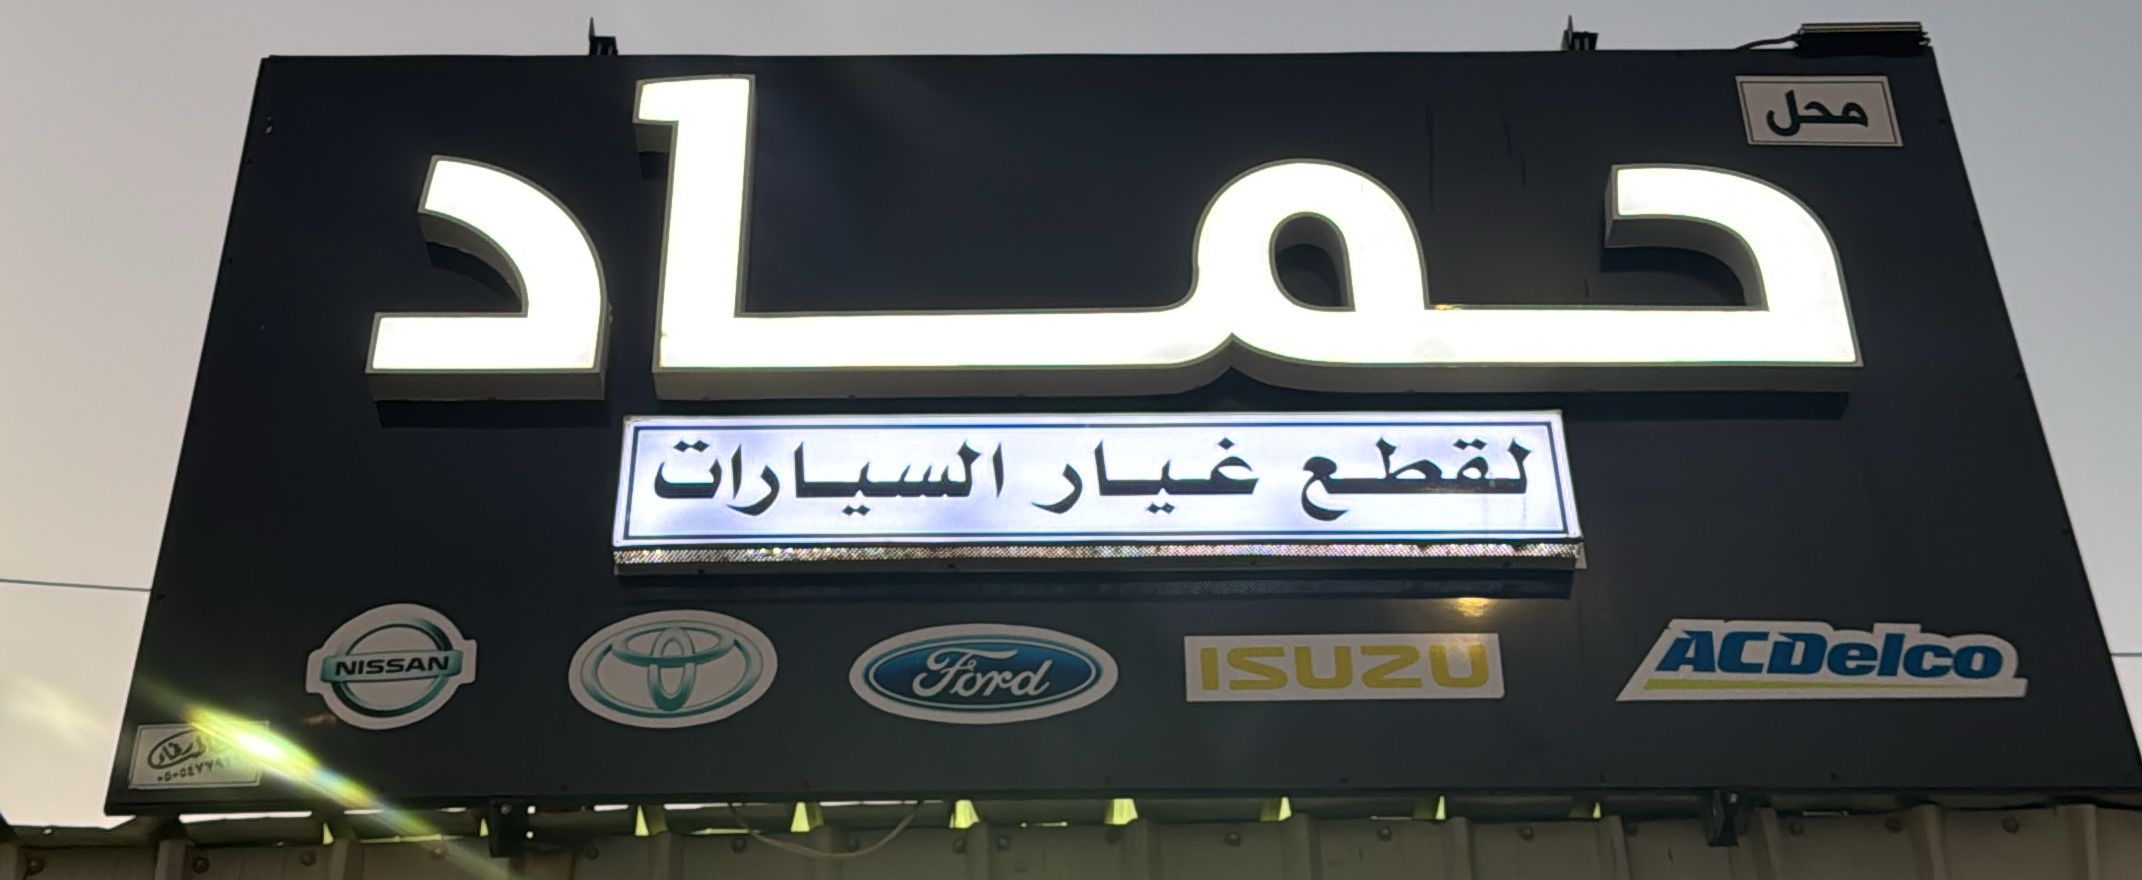 محل
حماد
لقطع غيار السيارات
NISSAN
Ford
ISUZU
ACDelco